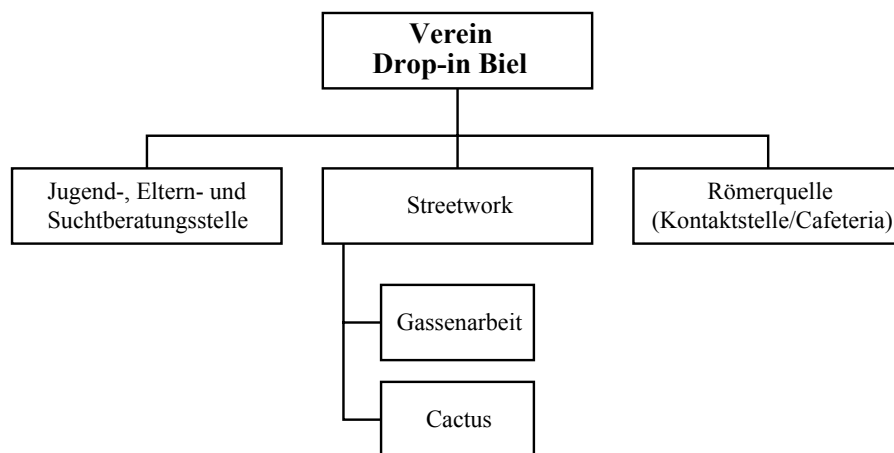 Verein
Drop-in Biel
Jugend-, Eltern- und
Suchtberatungsstelle
Streetwork
Römerquelle
(Kontaktstelle/Cafeteria)
Gassenarbeit
Cactus